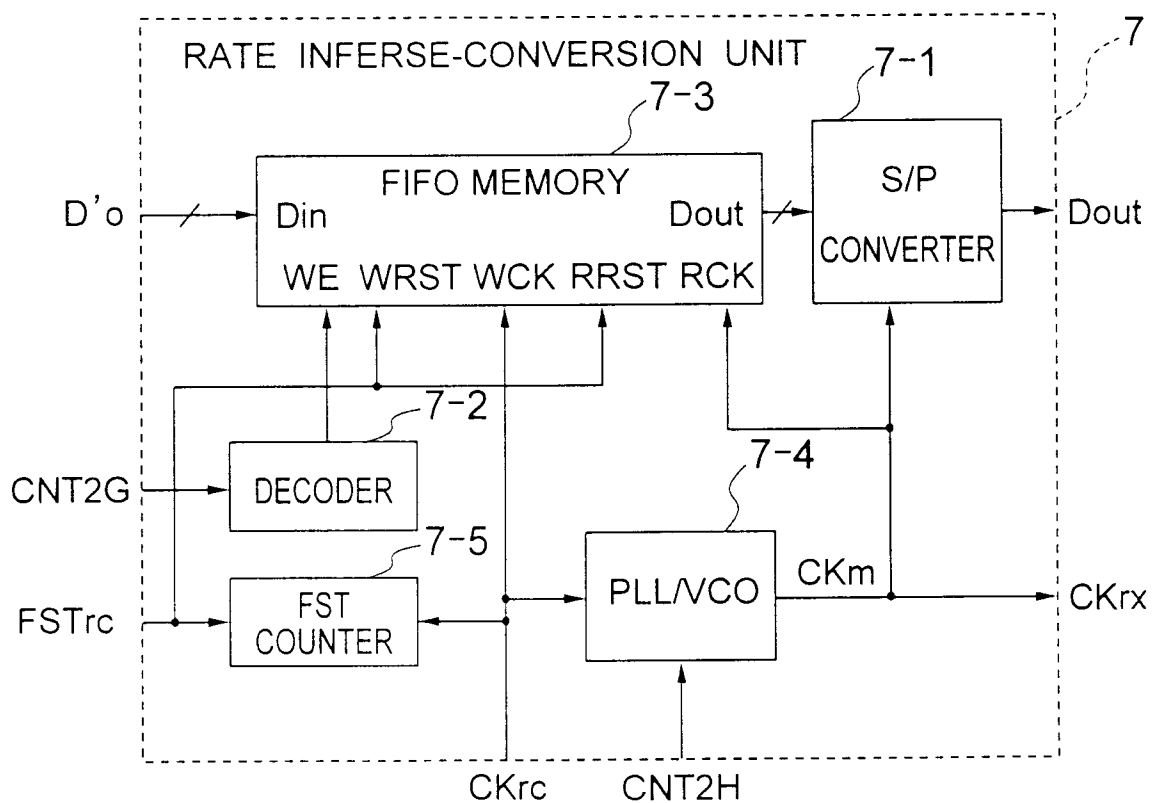 RATE INFERSE-CONVERSION UNIT
7
7-1
7-3
FIFO MEMORY
S/P
CONVERTER
D'o
Din
Dout
Dout
WE WRST WCK RRST RCK
7-2
CNT2G
DECODER
7-4
7-5
FSTrc
FST
COUNTER
PLL/VCO
CKm
CKrx
CKrc
CNT2H